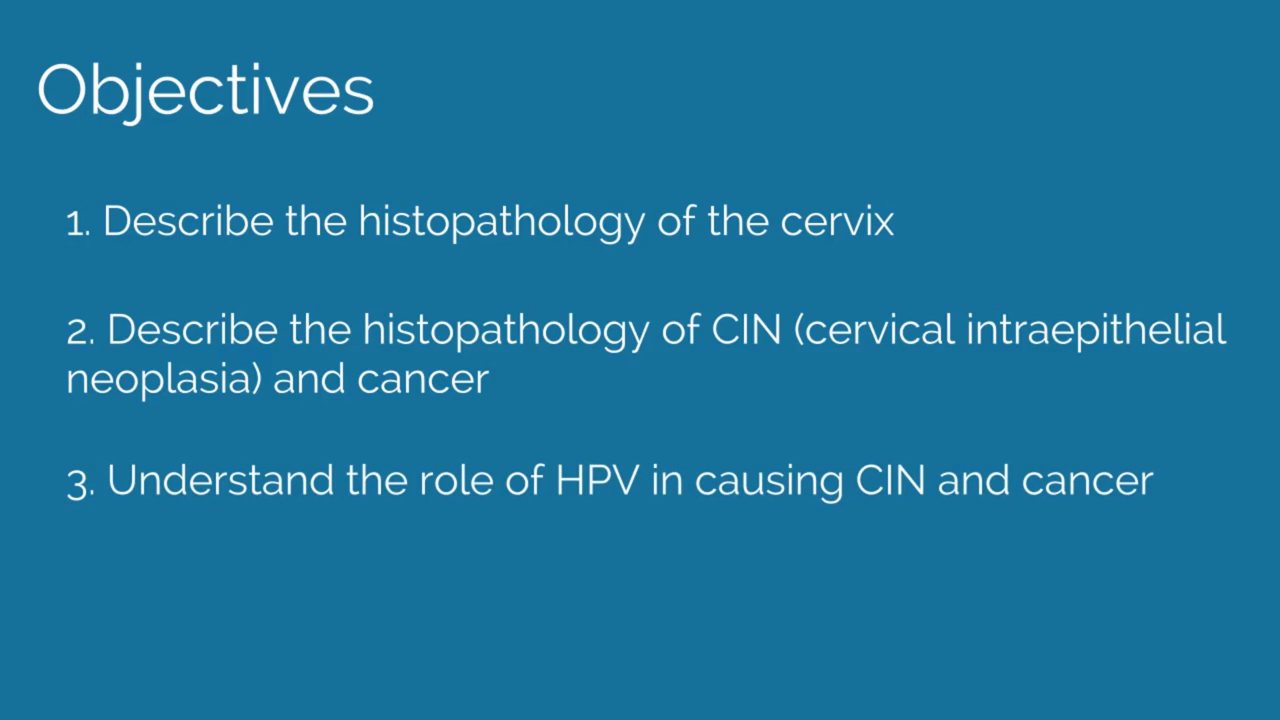 Objectives
1. Describe the histopathology of the cervix
2. Describe the histopathology of CIN (cervical intraepithelial
neoplasia) and cancer
3. Understand the role of HPV in causing CIN and cancer